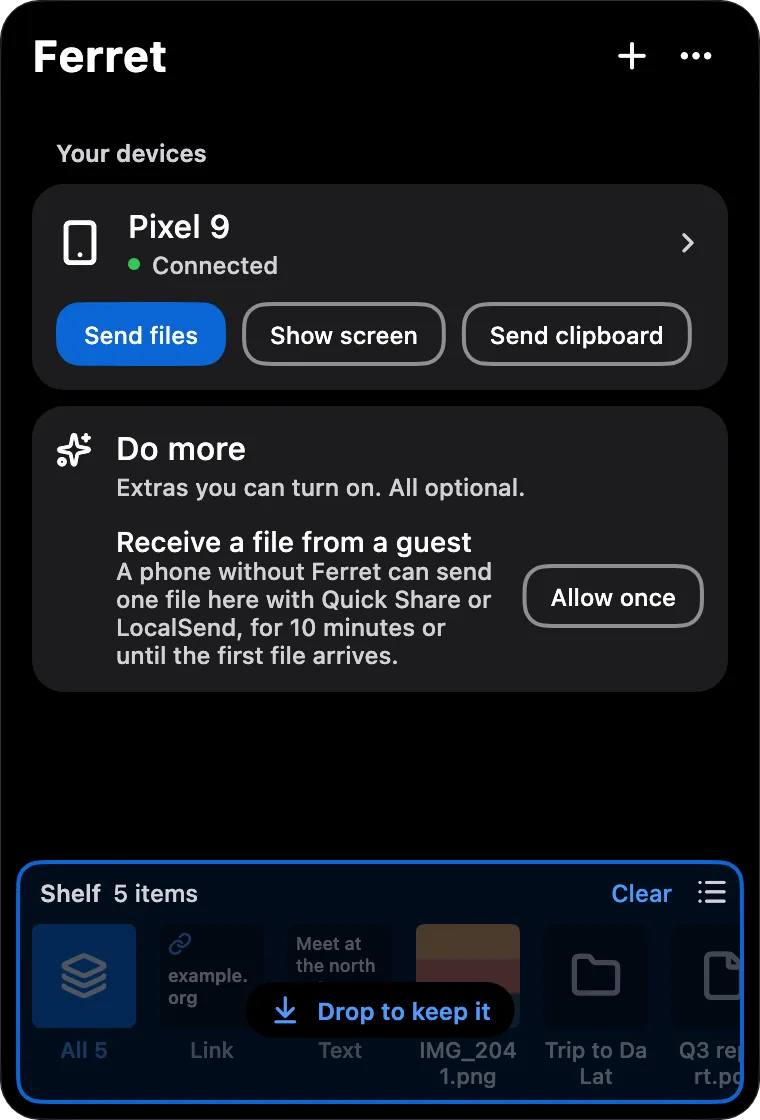 Ferret
Your devices
Pixel 9
Connected
Send files
Show screen
Send clipboard
Do more
Extras you can turn on. All optional.
Receive a file from a guest
A phone without Ferret can send
one file here with Quick Share or
LocalSend, for 10 minutes or
until the first file arrives.
Allow once
Shelf 5 items
Clear
example.
org
Meet at
the north
Drop to keep it
All 5
Link
Text
IMG_204
1.png
Trip to Da
Lat
Q3